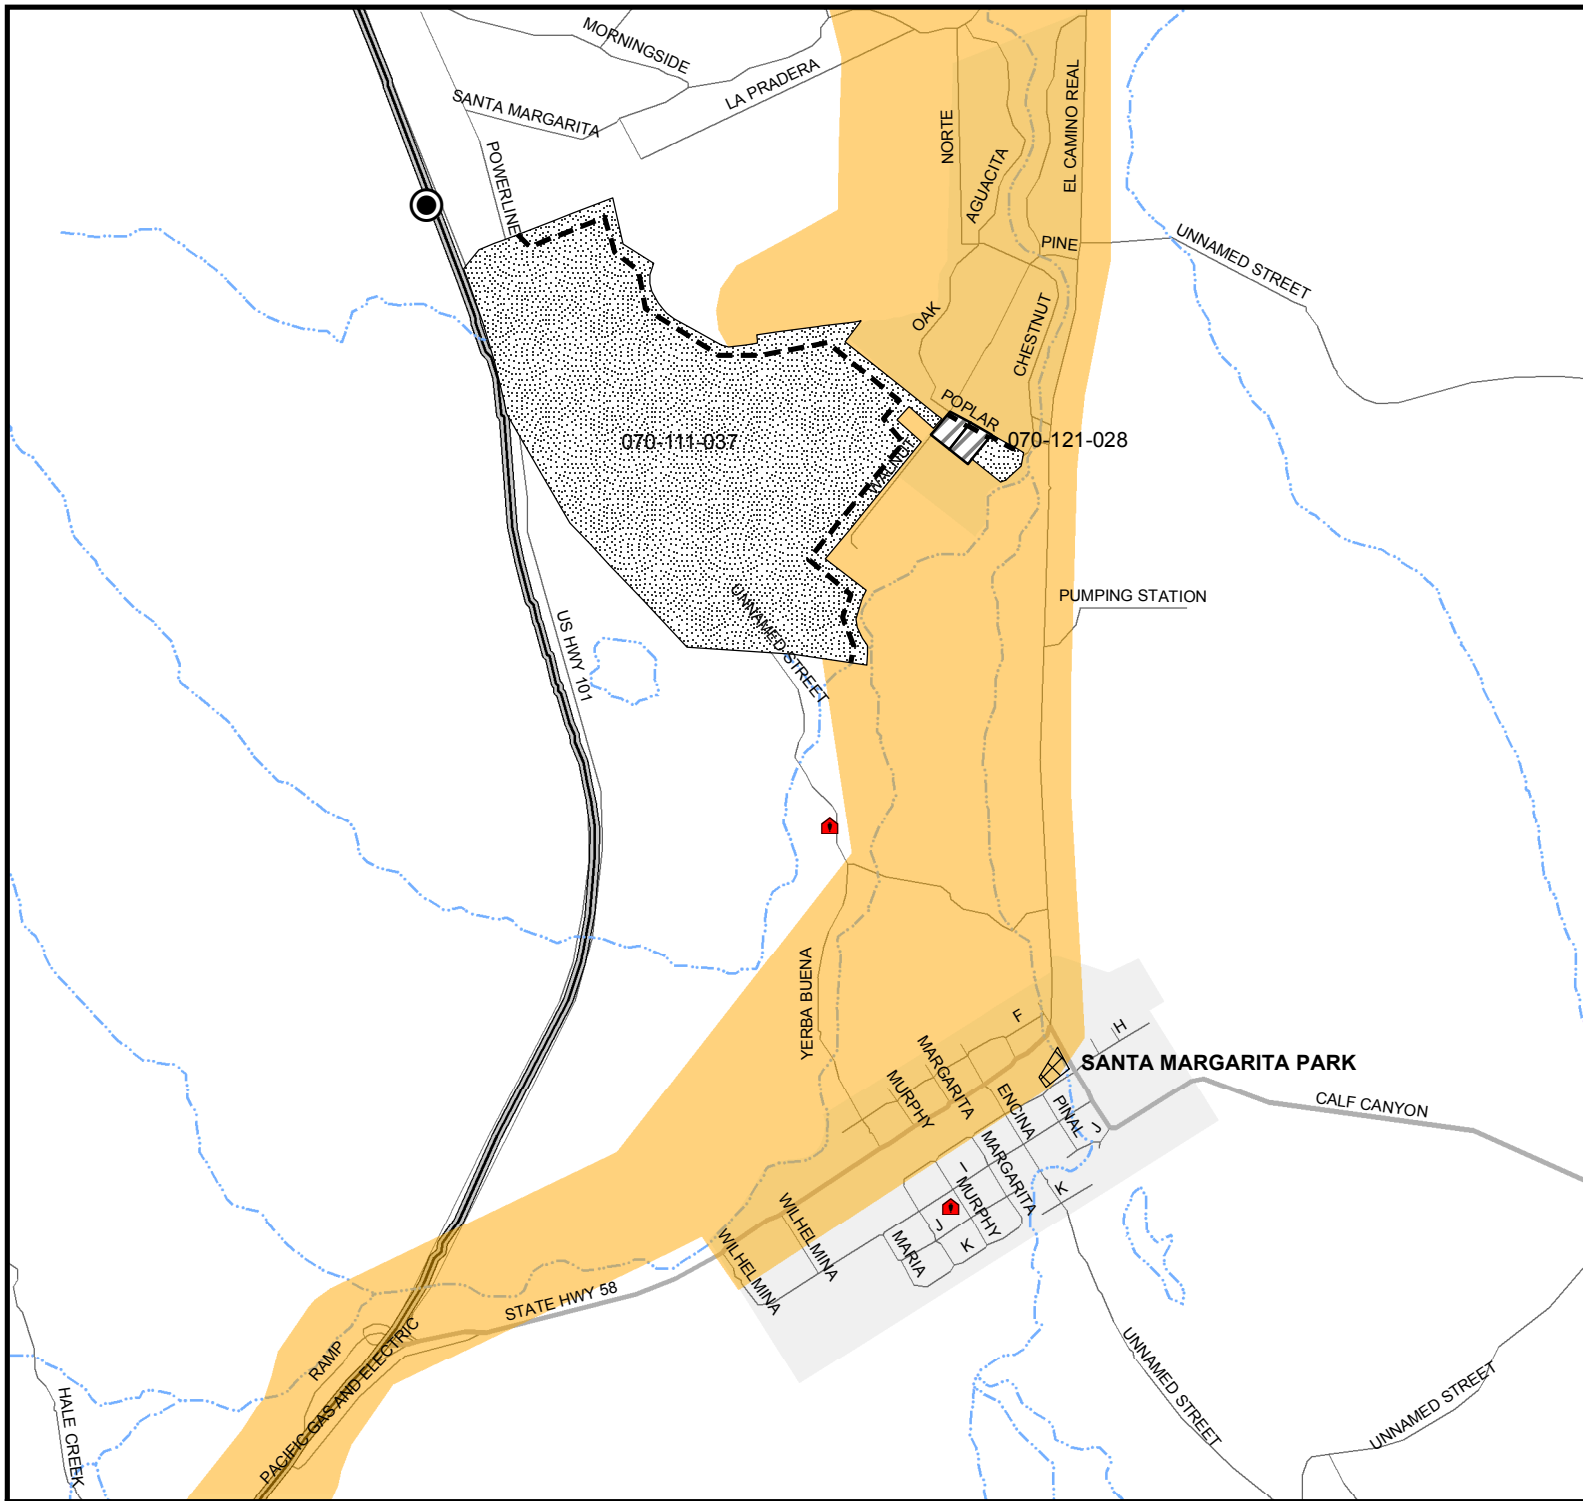 MORNINGSIDE
LA PRADERA
SANTA MARGARITA
POWERLINE
NORTE
AGUACITA
EL CAMINO REAL
PINE
UNNAMED STREET
OAK
CHESTNUT
POPLAR
070-111-037
070-121-028
WALNUT
UNNAMED STREET
PUMPING STATION
US HWY 101
YERBA BUENA
F
H
MARGARITA
SANTA MARGARITA PARK
MURPHY
ENCINA
PINAL
J
CALF CANYON
MARGARITA
I
MURPHY
K
WILHELMINA
J
K
MARIA
WILHELMINA
STATE HWY 58
RAMP
PACIFIC GAS AND ELECTRIC
HALE CREEK
UNNAMED STREET
UNNAMED STREET